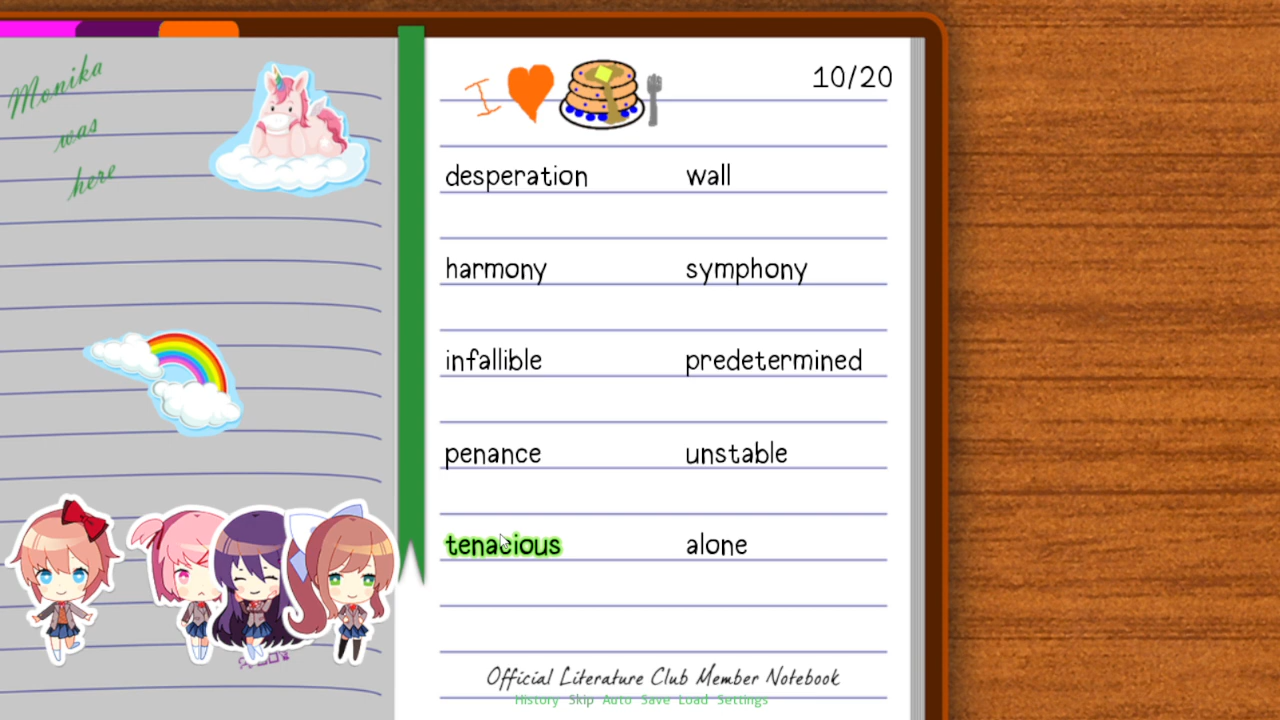 Monika
was
here
I
10/20
desperation wall
harmony symphony
infallible predetermined
penance unstable
tenacious alone
Official Literature Club Member Notebook
History Skip Auto Save Load Settings